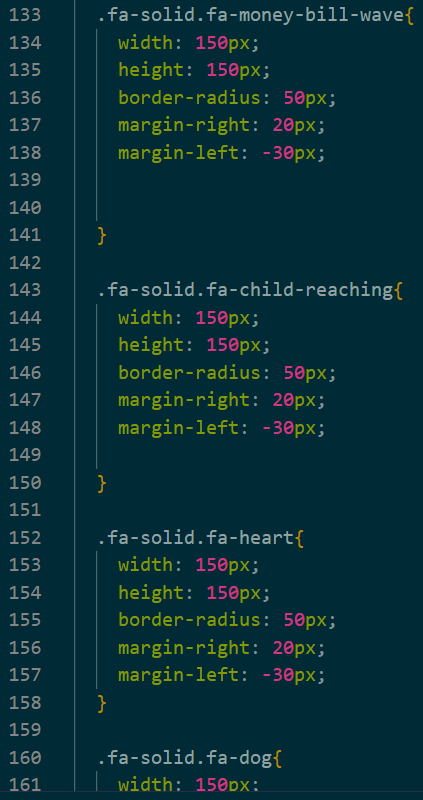 133 .fa-solid.fa-money-bill-wave{
134 width: 150px;
135 height: 150px;
136 border-radius: 50px;
137 margin-right: 20px;
138 margin-left: -30px;
139
140
141 }
142
143 .fa-solid.fa-child-reaching{
144 width: 150px;
145 height: 150px;
146 border-radius: 50px;
147 margin-right: 20px;
148 margin-left: -30px;
149
150 }
151
152 .fa-solid.fa-heart{
153 width: 150px;
154 height: 150px;
155 border-radius: 50px;
156 margin-right: 20px;
157 margin-left: -30px;
158 }
159
160 .fa-solid.fa-dog{
161 width: 150px;